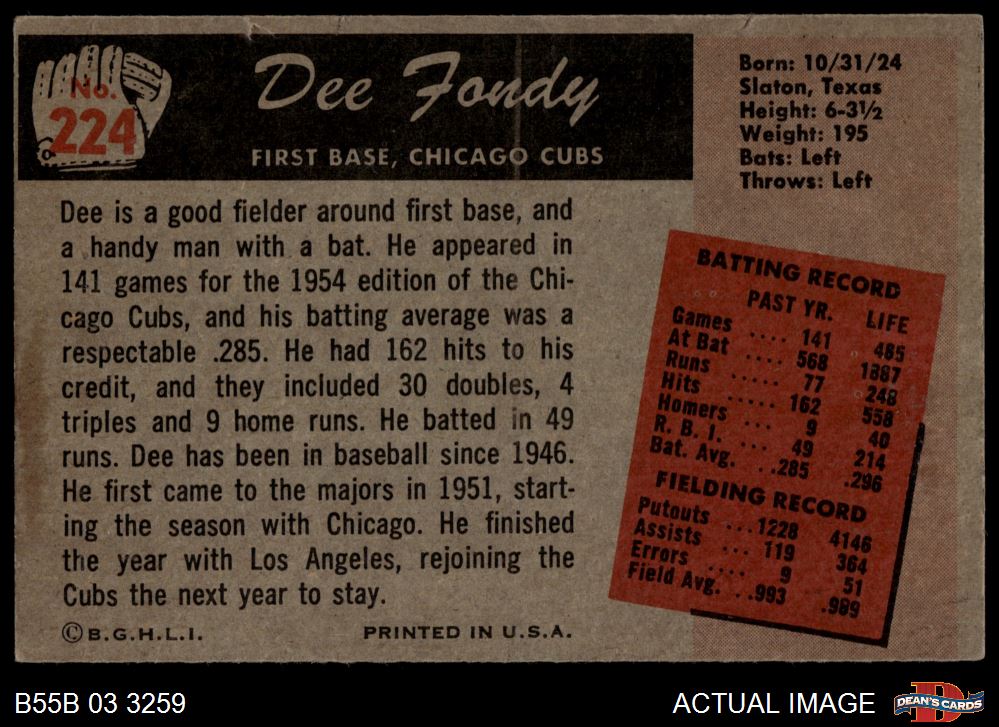 No.
224
Dee Fondy
FIRST BASE, CHICAGO CUBS
Born: 10/31/24
Slaton, Texas
Height: 6-3½
Weight: 195
Bats: Left
Throws: Left
Dee is a good fielder around first base, and
a handy man with a bat. He appeared in
141 games for the 1954 edition of the Chi-
cago Cubs, and his batting average was a
respectable .285. He had 162 hits to his
credit, and they included 30 doubles, 4
triples and 9 home runs. He batted in 49
runs. Dee has been in baseball since 1946.
He first came to the majors in 1951, start-
ing the season with Chicago. He finished
the year with Los Angeles, rejoining the
Cubs the next year to stay.
BATTING RECORD
PAST YR. LIFE
Games .... 141 485
At Bat .... 568 1887
Runs ..... 77 248
Hits ..... 162 558
Homers ... 9 40
R. B. I. ... 49 214
Bat. Avg. ..285 .296
FIELDING RECORD
Putouts ...1228 4146
Assists ... 119 364
Errors .... 9 51
Field Avg. ..993 .989
©B.G.H.L.I. PRINTED IN U.S.A.
B55B 03 3259 ACTUAL IMAGE
D
DEAN'S CARDS